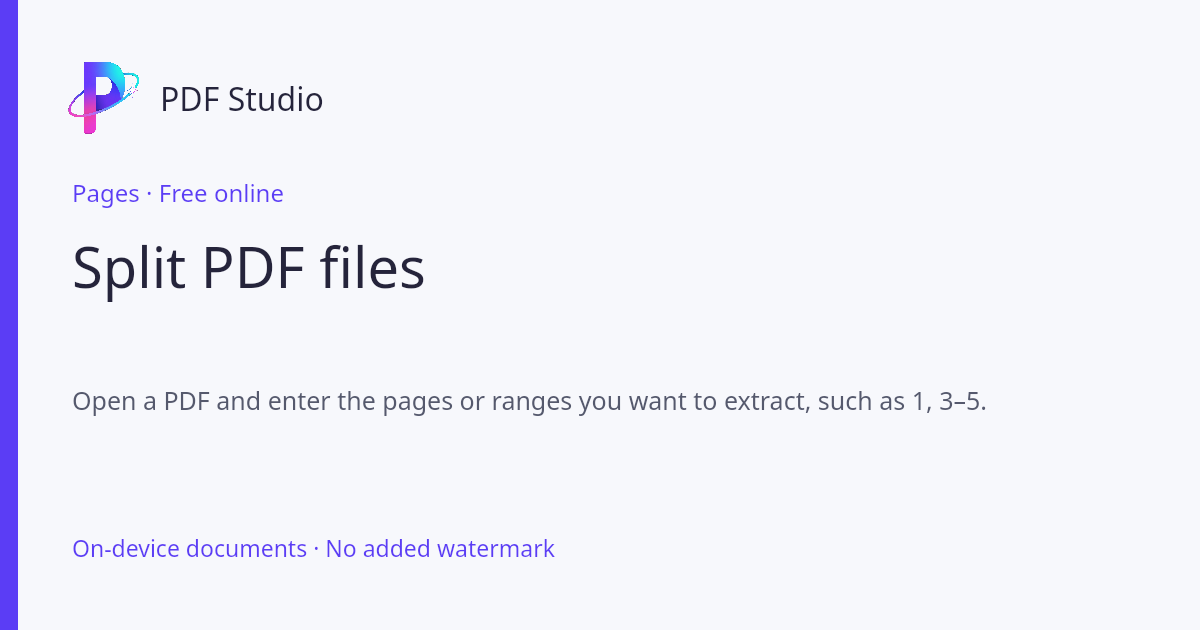 PDF Studio
Pages · Free online
Split PDF files
Open a PDF and enter the pages or ranges you want to extract, such as 1, 3–5.
On-device documents · No added watermark